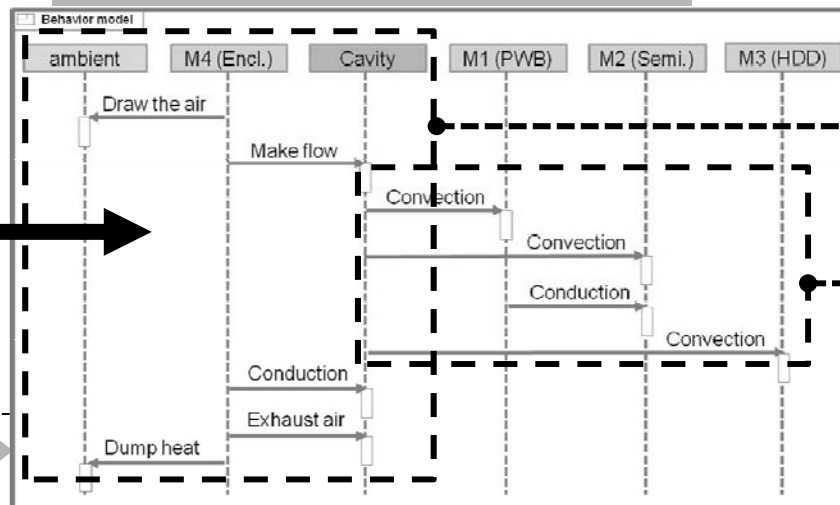 Behavior model
ambient M4 (Encl.) Cavity M1 (PWB) M2 (Semi.) M3 (HDD)
Draw the air
Make flow
Convection
Convection
Conduction
Convection
Conduction
Exhaust air
Dump heat